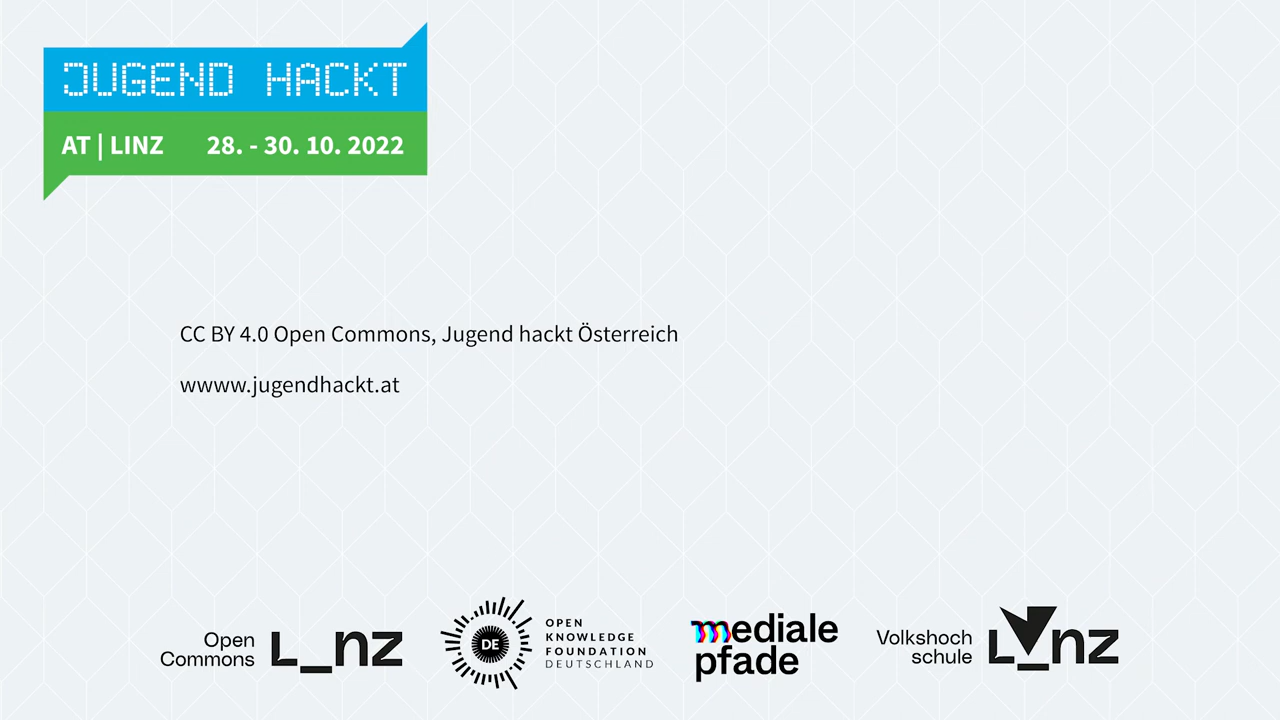 JUGEND HACKT
AT | LINZ 28. - 30. 10. 2022
CC BY 4.0 Open Commons, Jugend hackt Österreich
wwww.jugendhackt.at
Open
Commons
L_nz
DE
OPEN
KNOWLEDGE
FOUNDATION
DEUTSCHLAND
mediale
pfade
Volkshoch
schule
L_nz